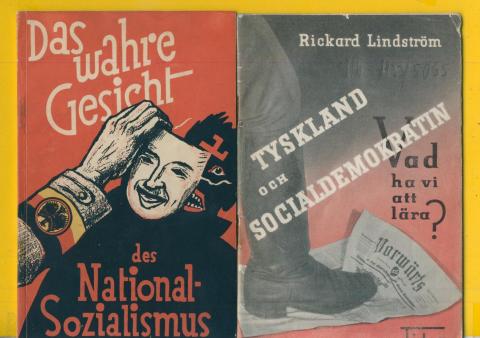 Das
wahre
Gesicht
des
National-
Sozialismus
Rickard Lindström
TYSKLAND
OCH
SOCIALDEMOKRATIN
Vad
ha vi
att
lära?
Vorwärts